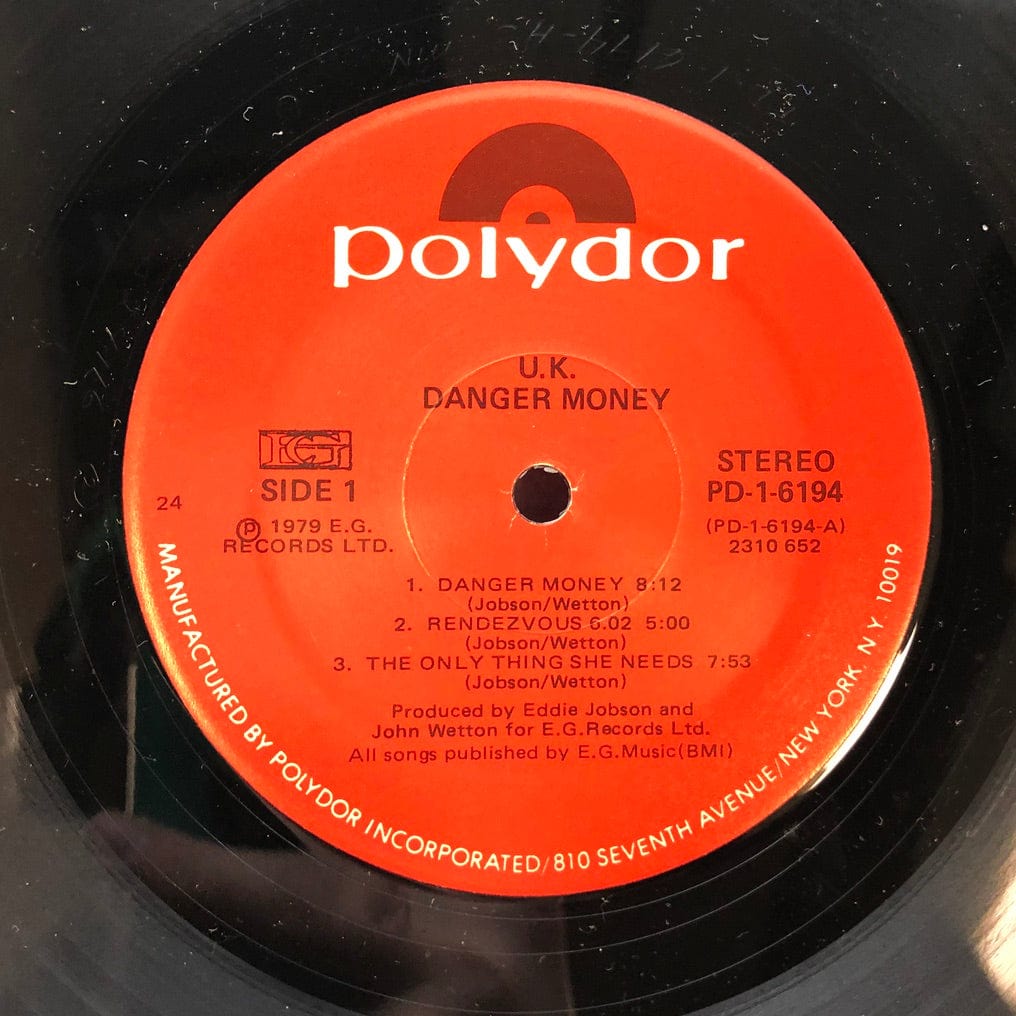 polydor
U.K.
DANGER MONEY
EG
SIDE 1
24
Ⓟ 1979 E.G.
RECORDS LTD.
STEREO
PD-1-6194
(PD-1-6194-A)
2310 652
1. DANGER MONEY 8:12
(Jobson/Wetton)
2. RENDEZVOUS 6.02 5:00
(Jobson/Wetton)
3. THE ONLY THING SHE NEEDS 7:53
(Jobson/Wetton)
Produced by Eddie Jobson and
John Wetton for E.G.Records Ltd.
All songs published by E.G.Music(BMI)
MANUFACTURED BY POLYDOR INCORPORATED/810 SEVENTH AVENUE/NEW YORK, N Y 10019